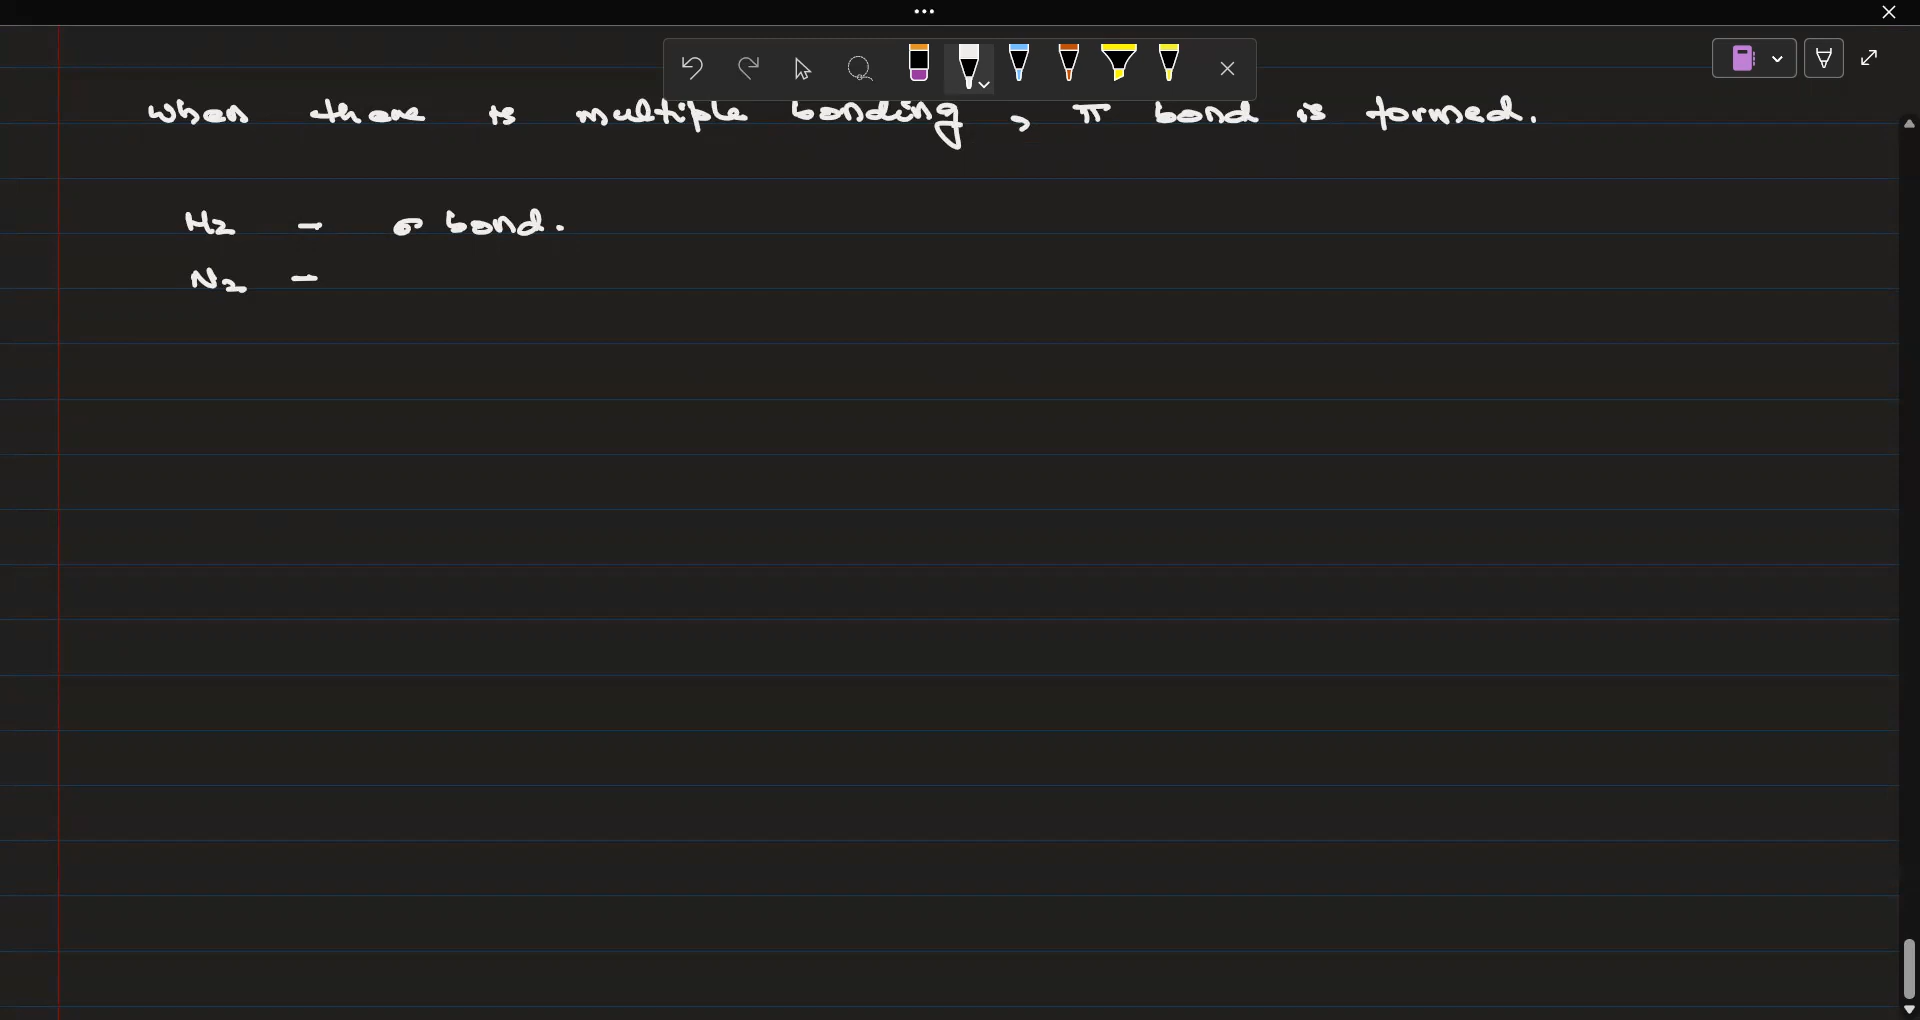 when there is multiple bonding, π bond is formed.
H₂ - σ bond.
N₂ -